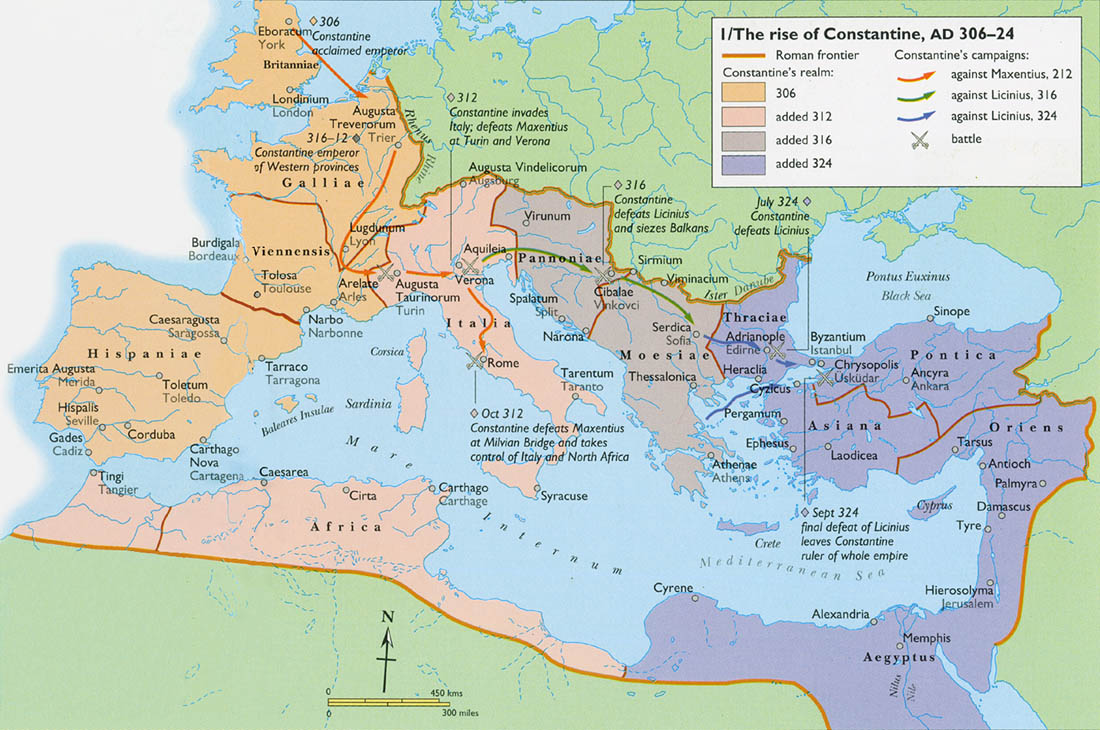 1/The rise of Constantine, AD 306–24
Roman frontier
Constantine's realm:
306
added 312
added 316
added 324
Constantine's campaigns:
against Maxentius, 212
against Licinius, 316
against Licinius, 324
battle
306
Constantine
acclaimed emperor
Eboracum
York
Britanniae
Londinium
London
Augusta
Treverorum
Trier
Rhenus
Rhine
316–12
Constantine emperor
of Western provinces
Galliae
312
Constantine invades
Italy; defeats Maxentius
at Turin and Verona
Augusta Vindelicorum
Augsburg
316
Constantine
defeats Licinius
and siezes Balkans
July 324
Constantine
defeats Licinius
Burdigala
Bordeaux
Viennensis
Lugdunum
Lyon
Tolosa
Toulouse
Arelate
Arles
Augusta
Taurinorum
Turin
Verona
Aquileia
Virunum
Pannoniae
Sirmium
Cibalae
Vinkovci
Viminacium
Ister
Danube
Pontus Euxinus
Black Sea
Sinope
Narbo
Narbonne
Caesaragusta
Saragossa
Hispaniae
Emerita Augusta
Merida
Toletum
Toledo
Tarraco
Tarragona
Hispalis
Seville
Corduba
Gades
Cadiz
Carthago
Nova
Cartagena
Baleares Insulae
Corsica
Sardinia
Italia
Rome
Spalatum
Split
Narona
Tarentum
Taranto
Serdica
Sofia
Moesiae
Thessalonica
Thraciae
Adrianople
Edirne
Heraclia
Byzantium
Istanbul
Chrysopolis
Üsküdar
Cyzicus
Pontica
Ancyra
Ankara
Pergamum
Asiana
Ephesus
Laodicea
Oriens
Tarsus
Antioch
Palmyra
Athenae
Athens
Oct 312
Constantine defeats Maxentius
at Milvian Bridge and takes
control of Italy and North Africa
Syracuse
Tingi
Tangier
Caesarea
Cirta
Carthago
Carthage
Africa
Mare
Internum
Mediterranean Sea
Crete
Cyprus
Sept 324
final defeat of Licinius
leaves Constantine
ruler of whole empire
Damascus
Tyre
Hierosolyma
Jerusalem
Cyrene
Alexandria
Memphis
Aegyptus
Nilus
Nile
N
0
450 kms
0
300 miles